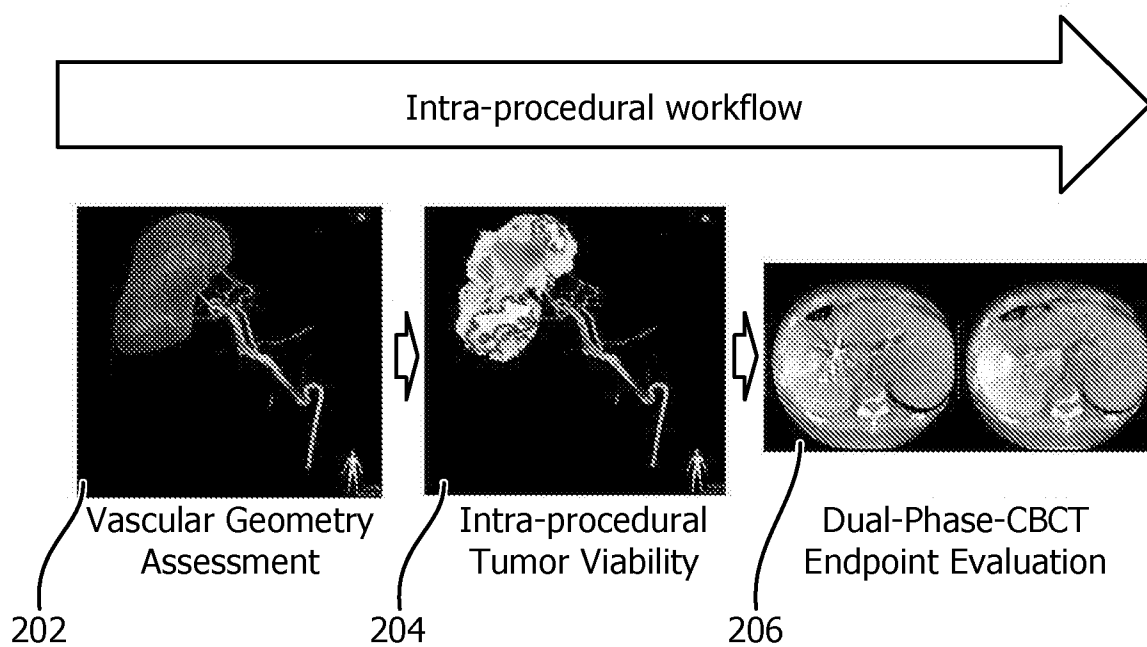 Intra-procedural workflow
Vascular Geometry
Assessment
Intra-procedural
Tumor Viability
Dual-Phase-CBCT
Endpoint Evaluation
202
204
206